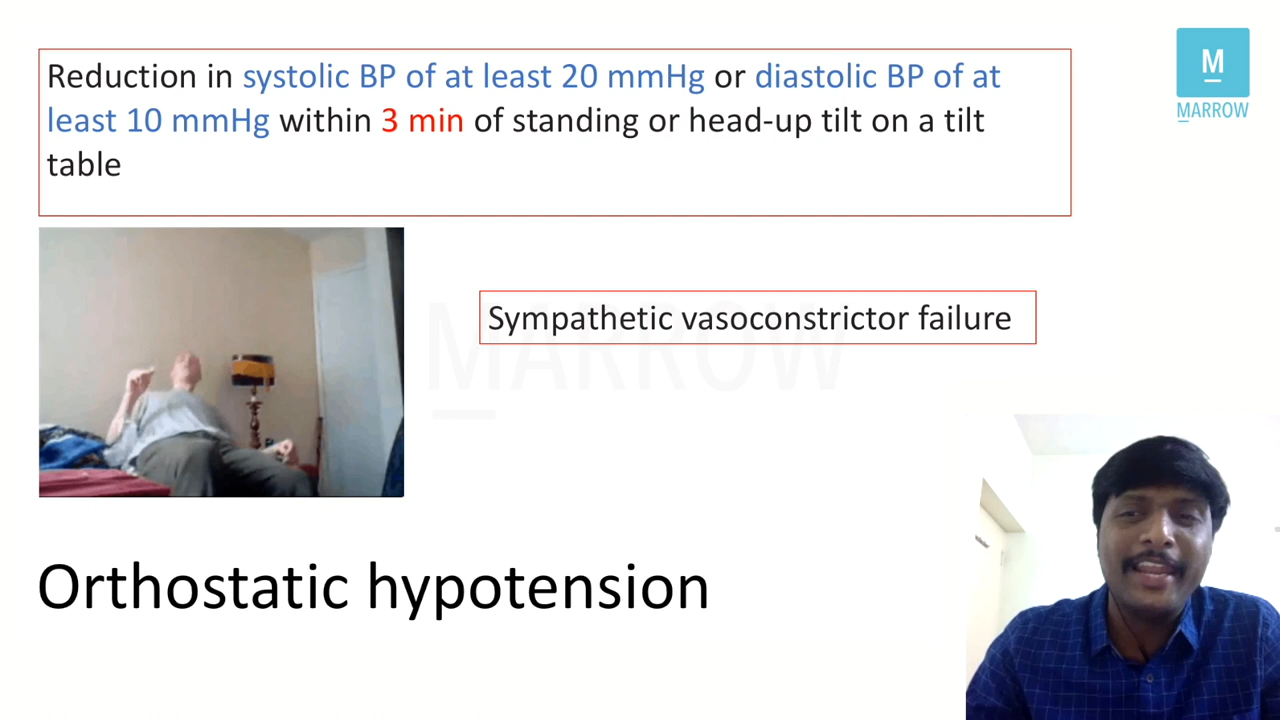 Reduction in systolic BP of at least 20 mmHg or diastolic BP of at
least 10 mmHg within 3 min of standing or head-up tilt on a tilt
table
M
MARROW
Sympathetic vasoconstrictor failure
MARROW
Orthostatic hypotension